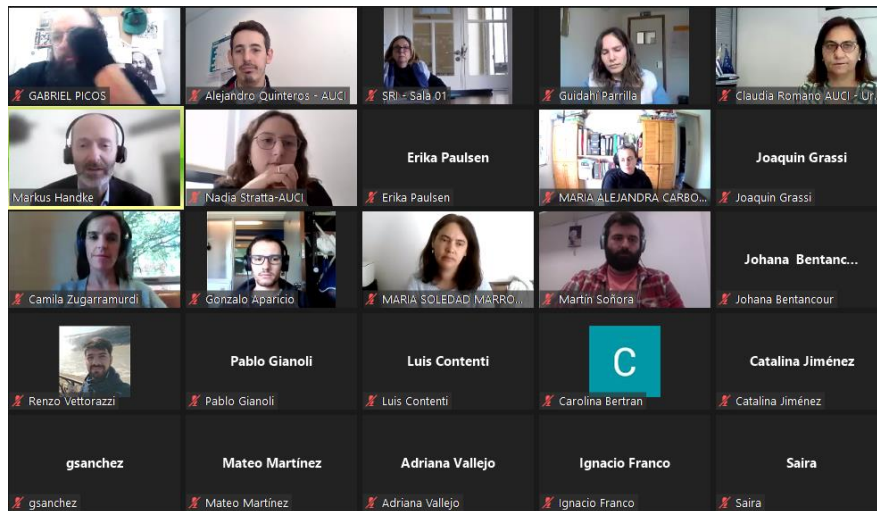 GABRIEL PICOS
Alejandro Quinteros - AUCI
SRI - Sala 01
Guidahí Parrilla
Claudia Romano AUCI - Ur
Markus Handke
Nadia Stratta-AUCI
Erika Paulsen
Erika Paulsen
MARIA ALEJANDRA CARBO...
Joaquin Grassi
Joaquin Grassi
Camila Zugarramurdi
Gonzalo Aparicio
MARIA SOLEDAD MARRO...
Martín Soñora
Johana Bentanc...
Johana Bentancour
Renzo Vettorazzi
Pablo Gianoli
Pablo Gianoli
Luis Contenti
Luis Contenti
C
Carolina Bertran
Catalina Jiménez
Catalina Jiménez
gsanchez
gsanchez
Mateo Martínez
Mateo Martínez
Adriana Vallejo
Adriana Vallejo
Ignacio Franco
Ignacio Franco
Saira
Saira